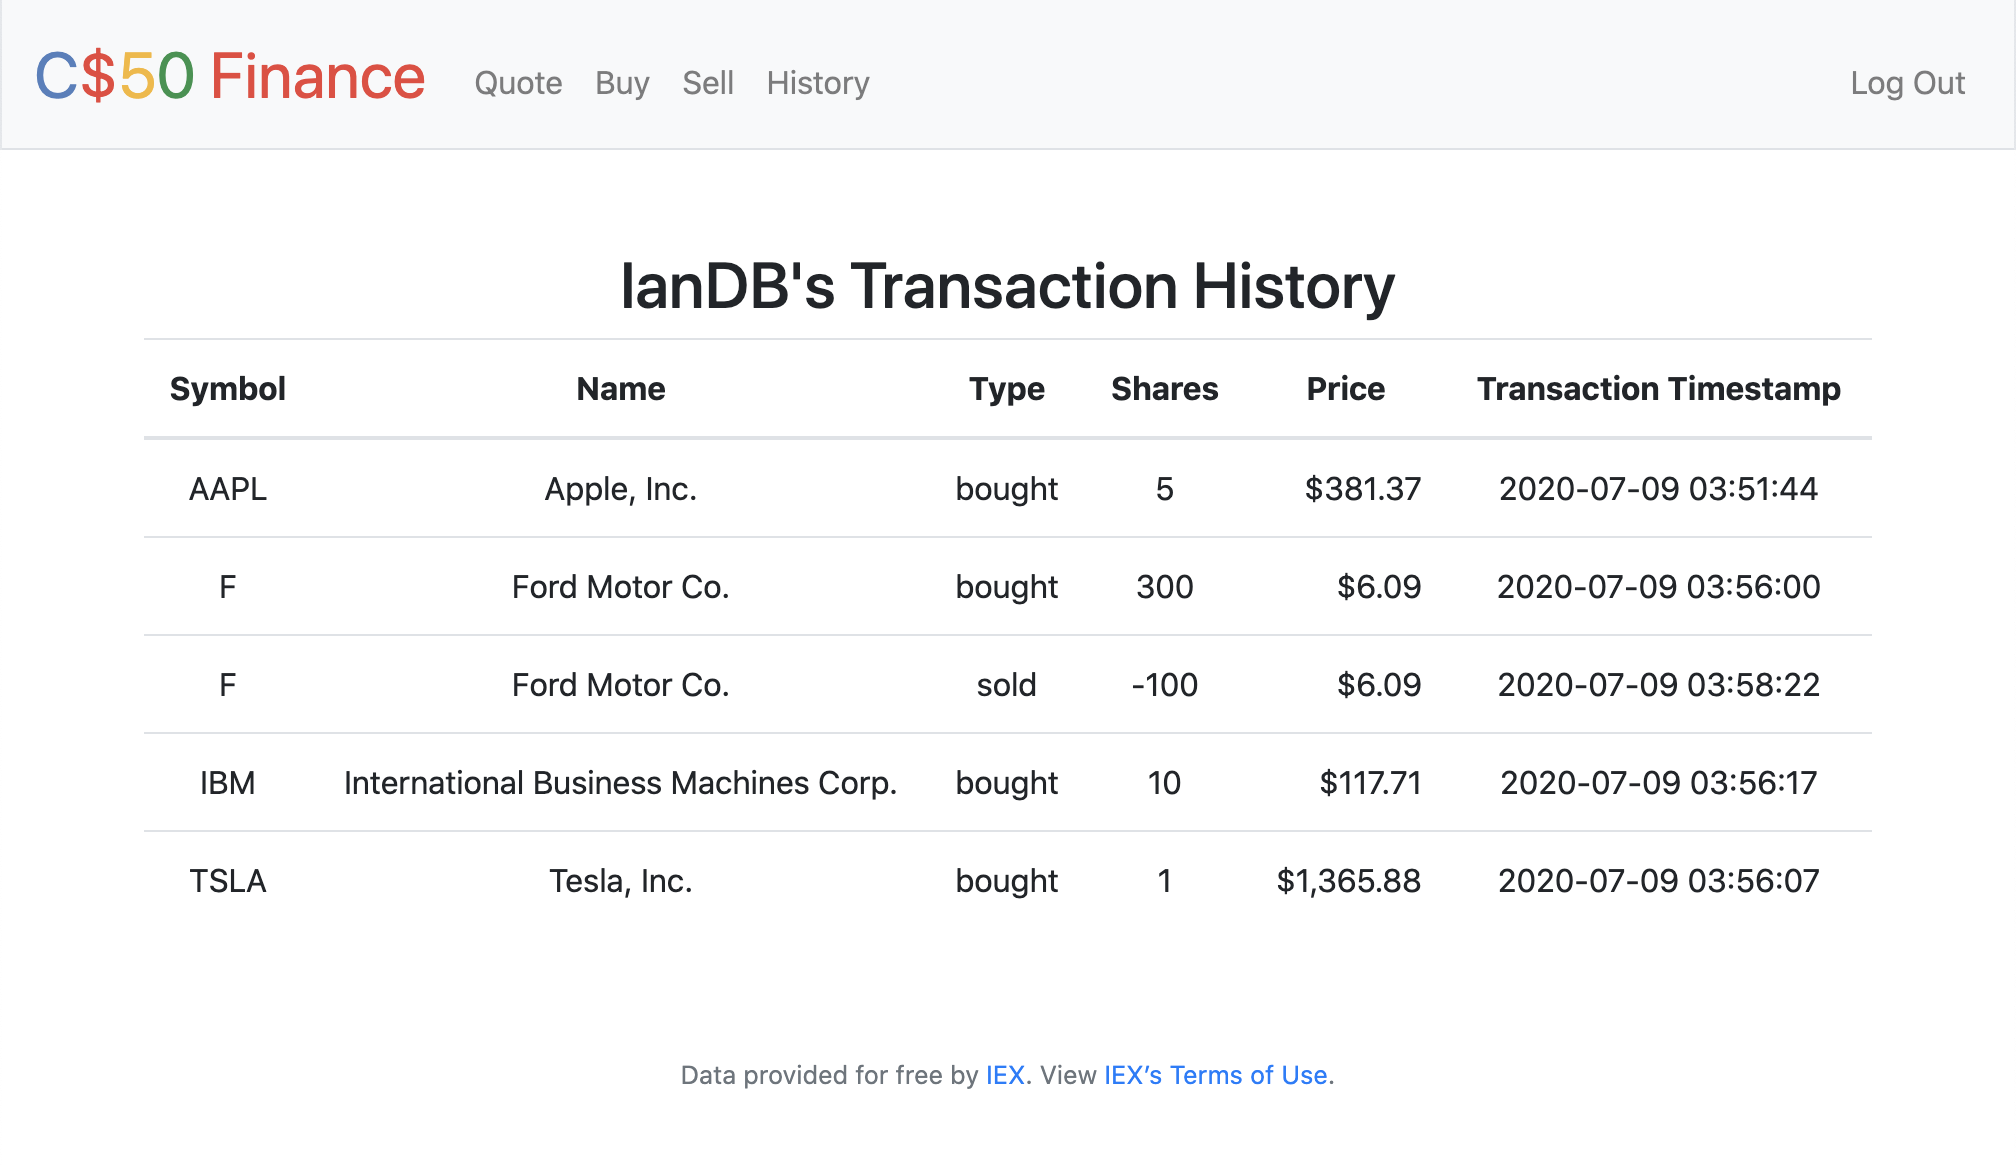 C$50 Finance Quote Buy Sell History Log Out
IanDB's Transaction History
Symbol Name Type Shares Price Transaction Timestamp
AAPL Apple, Inc. bought 5 $381.37 2020-07-09 03:51:44
F Ford Motor Co. bought 300 $6.09 2020-07-09 03:56:00
F Ford Motor Co. sold -100 $6.09 2020-07-09 03:58:22
IBM International Business Machines Corp. bought 10 $117.71 2020-07-09 03:56:17
TSLA Tesla, Inc. bought 1 $1,365.88 2020-07-09 03:56:07
Data provided for free by IEX. View IEX’s Terms of Use.